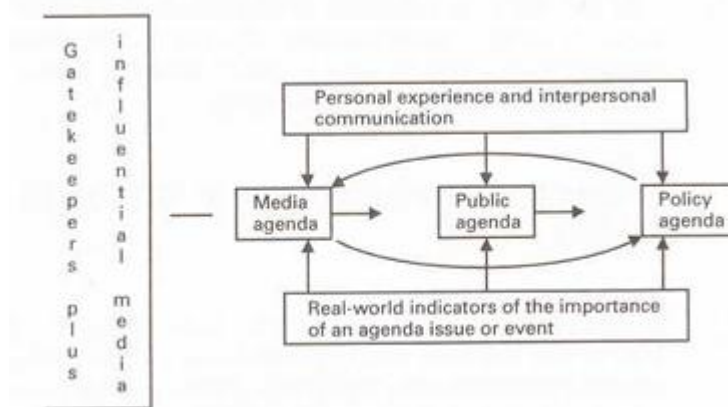 Gatekeepers plus
influential media
Personal experience and interpersonal
communication
Media
agenda
Public
agenda
Policy
agenda
Real-world indicators of the importance
of an agenda issue or event